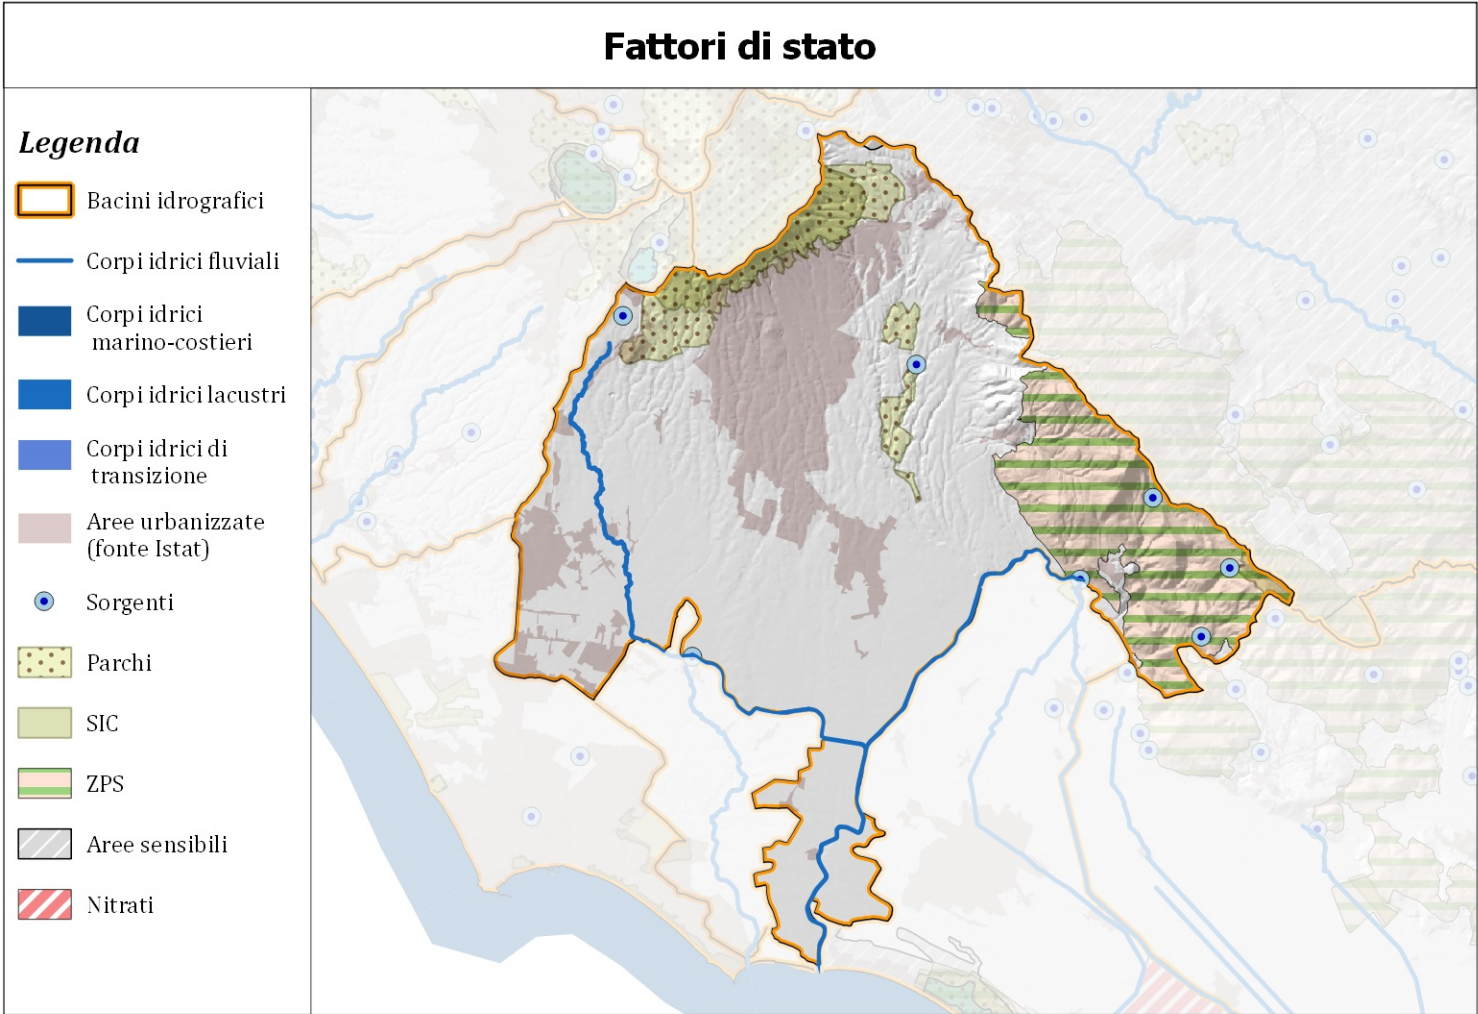 Fattori di stato
Legenda
Bacini idrografici
Corpi idrici fluviali
Corpi idrici
marino-costieri
Corpi idrici lacustri
Corpi idrici di
transizione
Aree urbanizzate
(fonte Istat)
Sorgenti
Parchi
SIC
ZPS
Aree sensibili
Nitrati